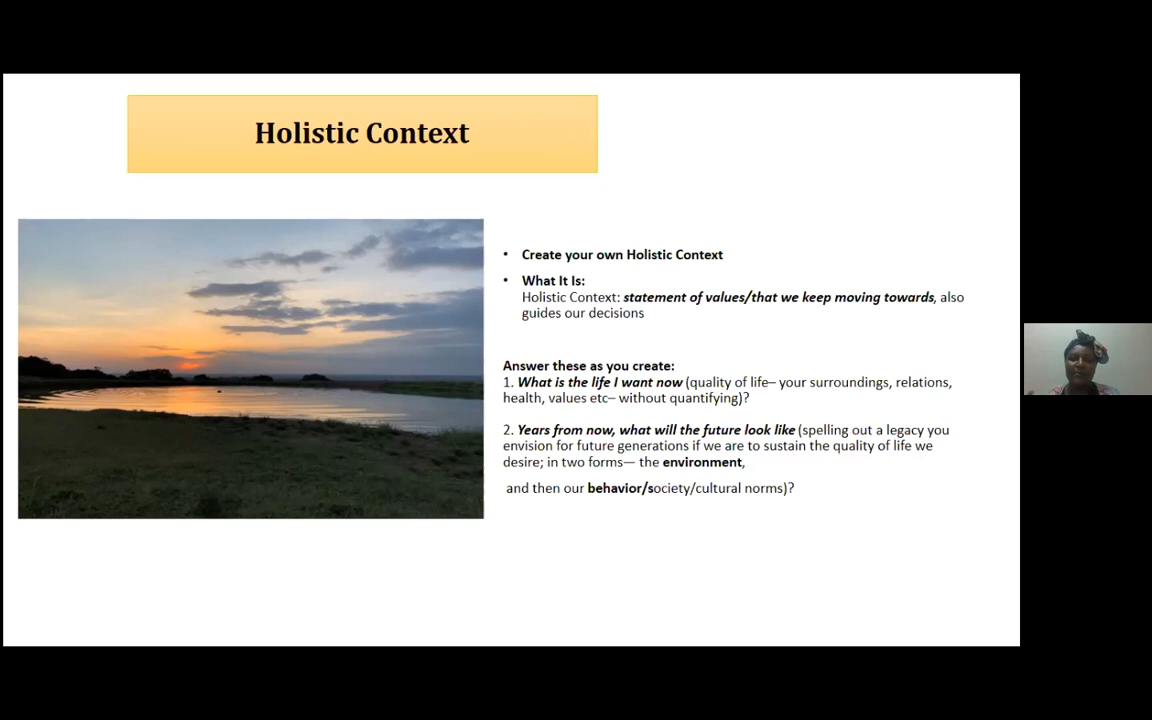 Holistic Context
• Create your own Holistic Context
• What It Is:
Holistic Context: statement of values/that we keep moving towards, also
guides our decisions
Answer these as you create:
1. What is the life I want now (quality of life– your surroundings, relations,
health, values etc– without quantifying)?
2. Years from now, what will the future look like (spelling out a legacy you
envision for future generations if we are to sustain the quality of life we
desire; in two forms— the environment,
and then our behavior/society/cultural norms)?